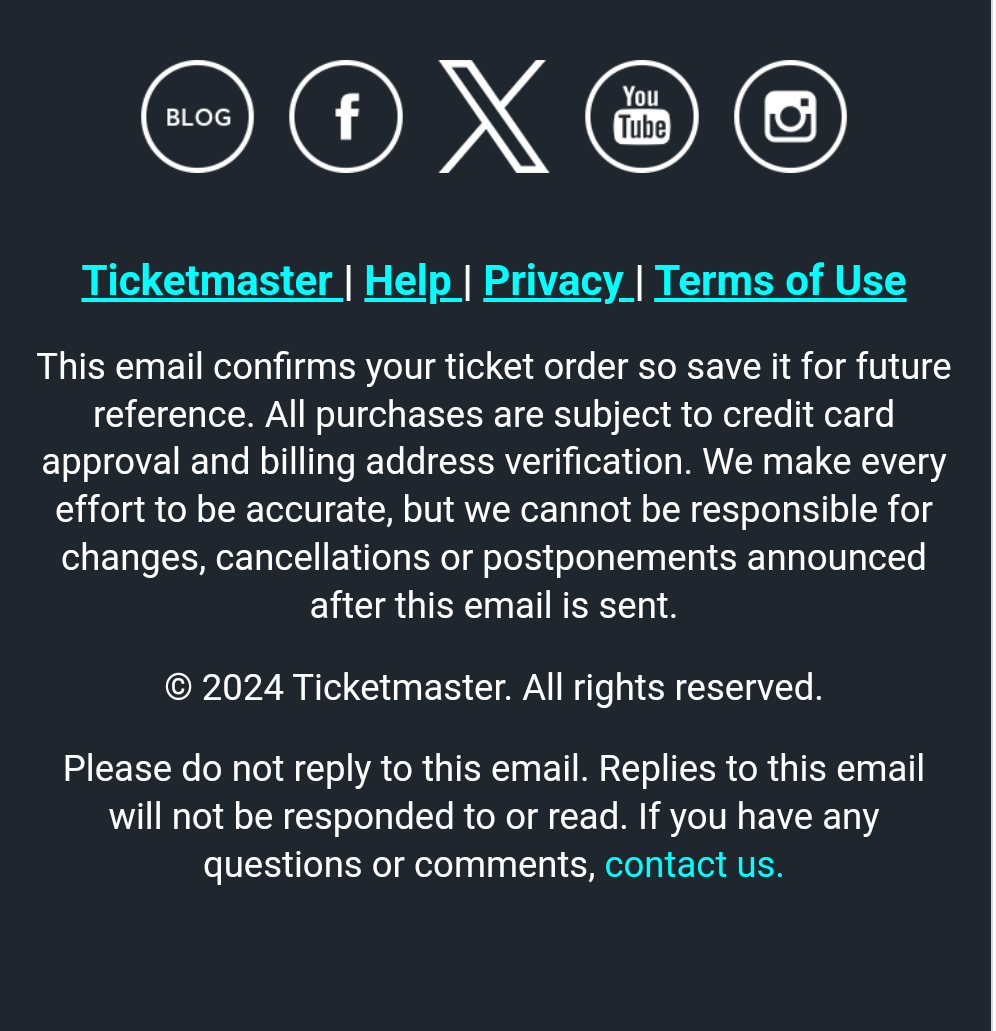 BLOG f X You Tube
Ticketmaster | Help | Privacy | Terms of Use
This email confirms your ticket order so save it for future
reference. All purchases are subject to credit card
approval and billing address verification. We make every
effort to be accurate, but we cannot be responsible for
changes, cancellations or postponements announced
after this email is sent.
© 2024 Ticketmaster. All rights reserved.
Please do not reply to this email. Replies to this email
will not be responded to or read. If you have any
questions or comments, contact us.